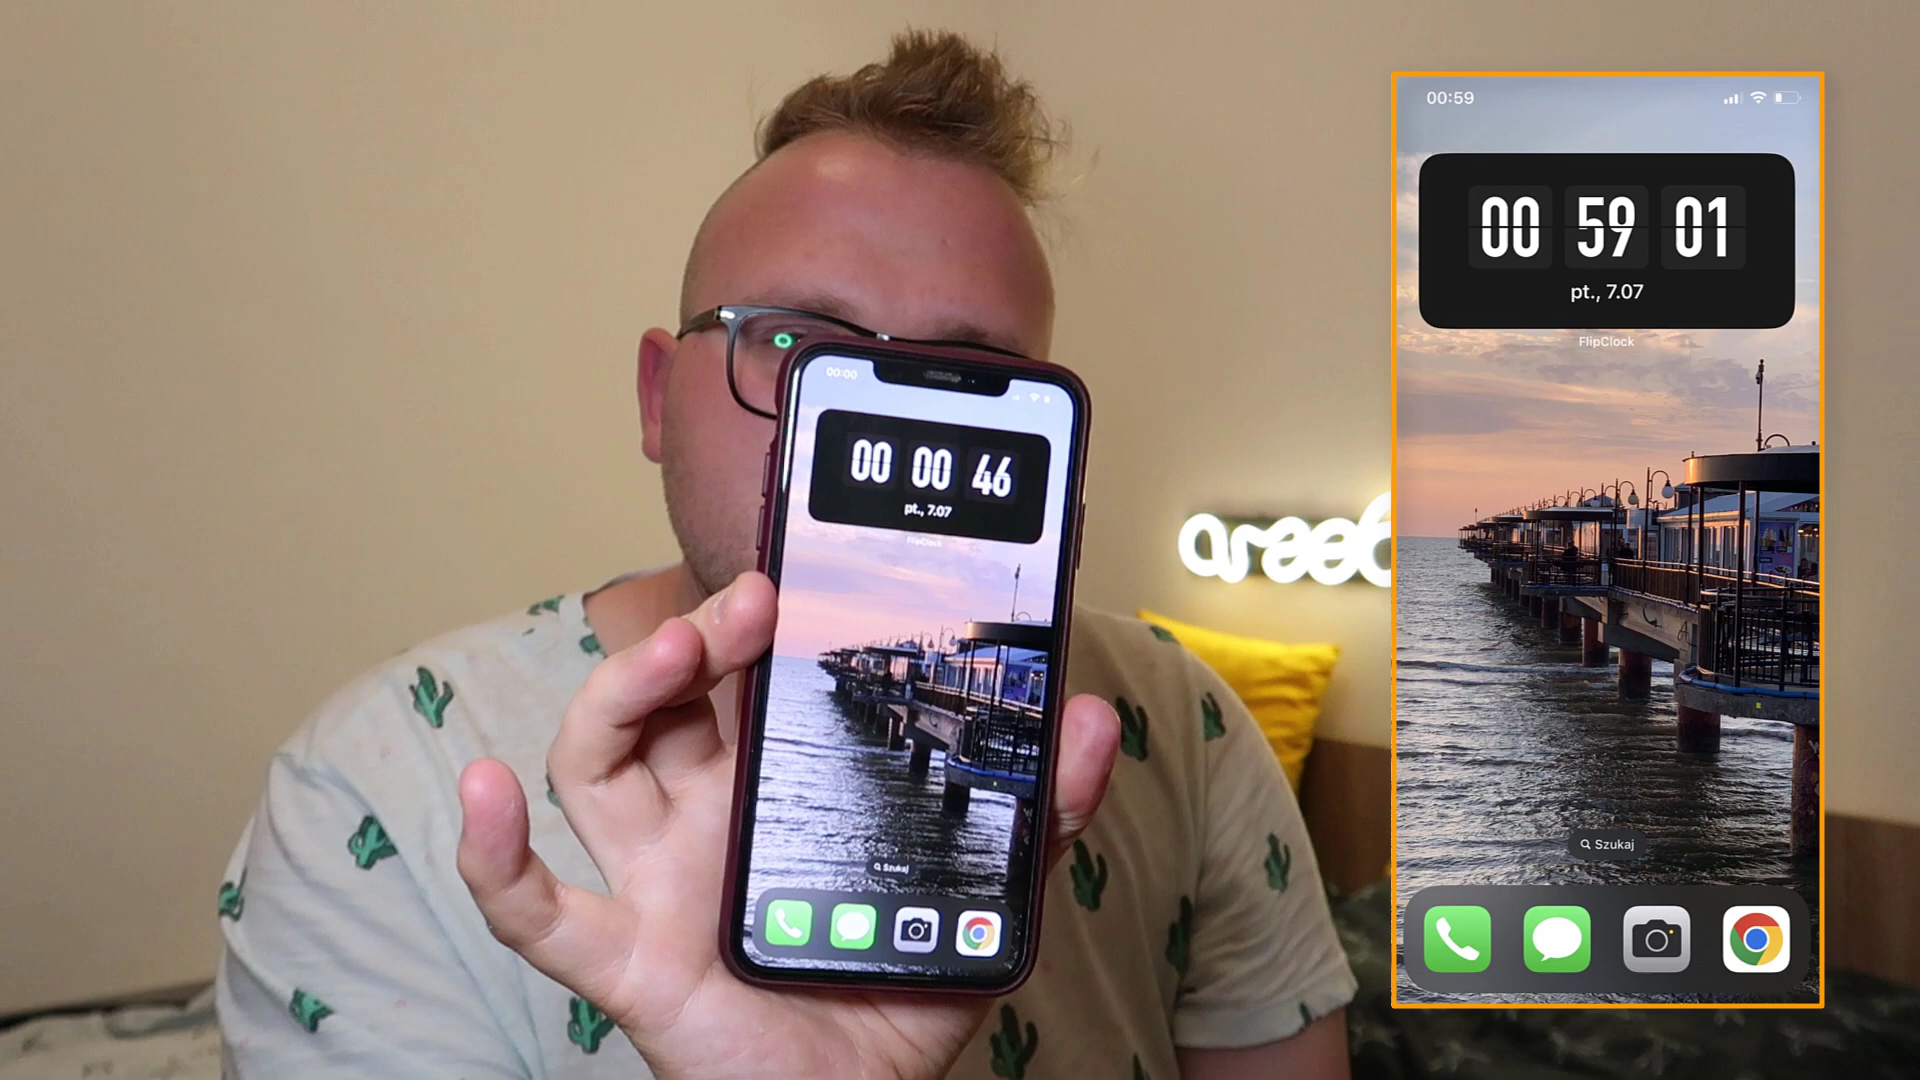 00:00
00 00 46
pt., 7.07
FlipClock
Szukaj
00:59
00 59 01
pt., 7.07
FlipClock
Szukaj